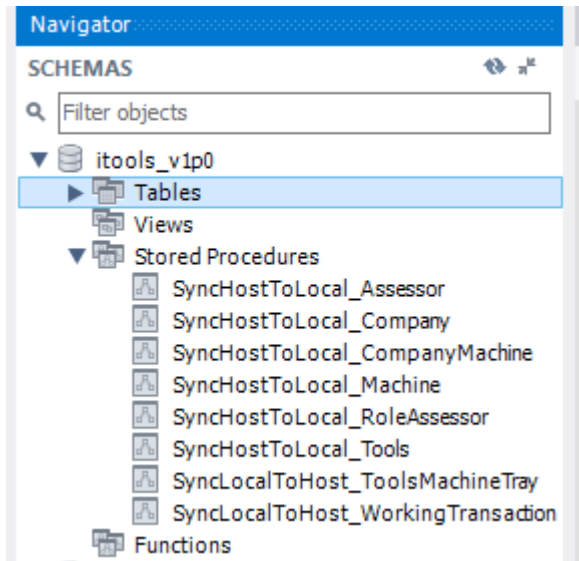 Navigator
SCHEMAS
Filter objects
itools_v1p0
Tables
Views
Stored Procedures
SyncHostToLocal_Assessor
SyncHostToLocal_Company
SyncHostToLocal_CompanyMachine
SyncHostToLocal_Machine
SyncHostToLocal_RoleAssessor
SyncHostToLocal_Tools
SyncLocalToHost_ToolsMachineTray
SyncLocalToHost_WorkingTransaction
Functions